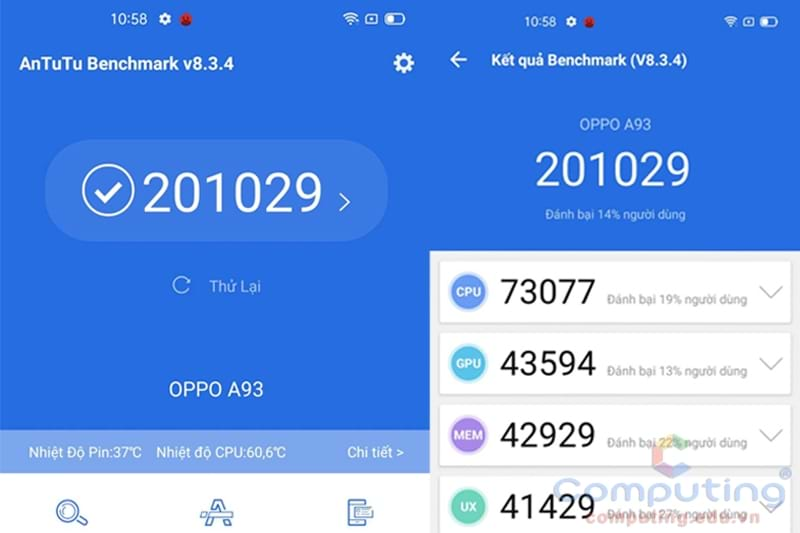 10:58
AnTuTu Benchmark v8.3.4
201029
Thử Lại
OPPO A93
Nhiệt Độ Pin:37℃ Nhiệt độ CPU:60,6℃ Chi tiết >
10:58
Kết quả Benchmark (V8.3.4)
OPPO A93
201029
Đánh bại 14% người dùng
CPU 73077 Đánh bại 19% người dùng
GPU 43594 Đánh bại 13% người dùng
MEM 42929 Đánh bại 22% người dùng
UX 41429 Đánh bại 27% người dùng
Computing®
computing.edu.vn